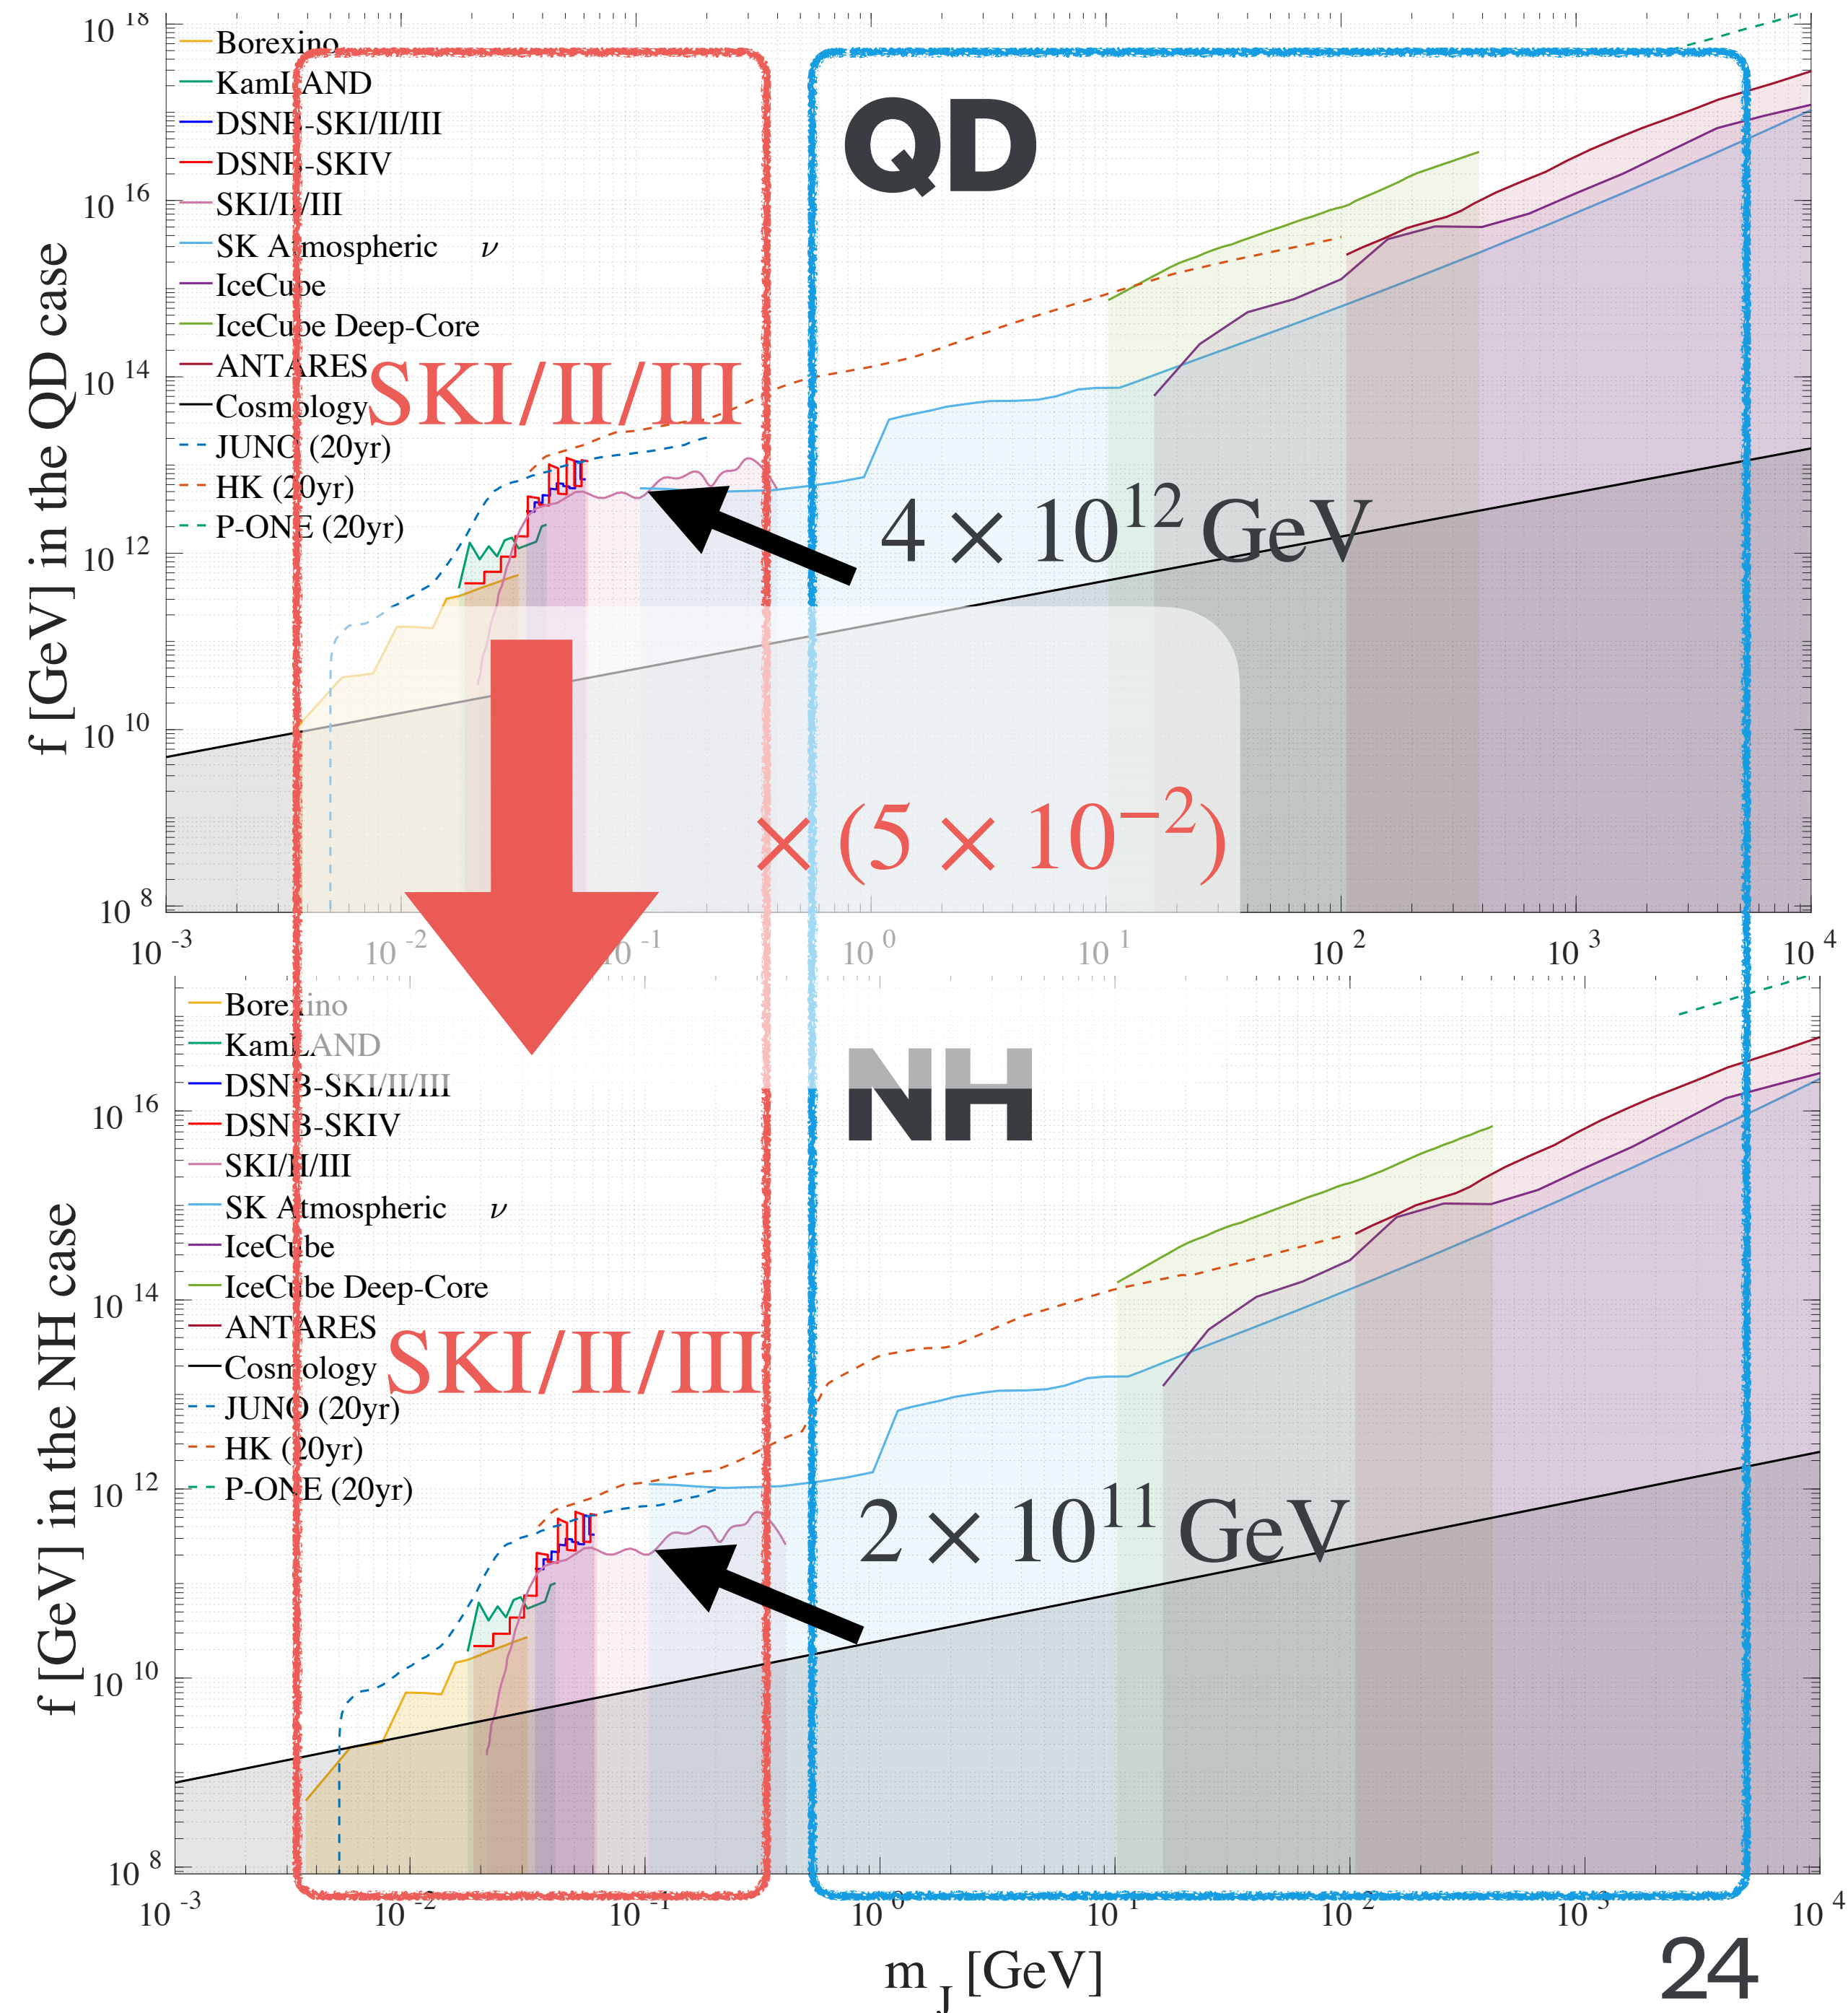 10^18
Borexino
KamLAND
DSNB-SKI/II/III
DSNB-SKIV
SKI/II/III
SK Atmospheric ν
IceCube
IceCube Deep-Core
ANTARES
Cosmology
JUNO (20yr)
HK (20yr)
P-ONE (20yr)
QD
10^16
10^14
10^12
10^10
10^8
f [GeV] in the QD case
SKI/II/III
4 × 10^12 GeV
× (5 × 10^−2)
10^-3 10^-2 10^-1 10^0 10^1 10^2 10^3 10^4
Borexino
KamLAND
DSNB-SKI/II/III
DSNB-SKIV
SKI/II/III
SK Atmospheric ν
IceCube
IceCube Deep-Core
ANTARES
Cosmology
JUNO (20yr)
HK (20yr)
P-ONE (20yr)
NH
10^16
10^14
10^12
10^10
10^8
f [GeV] in the NH case
SKI/II/III
2 × 10^11 GeV
10^-3 10^-2 10^-1 10^0 10^1 10^2 10^3 10^4
m_J [GeV]
24